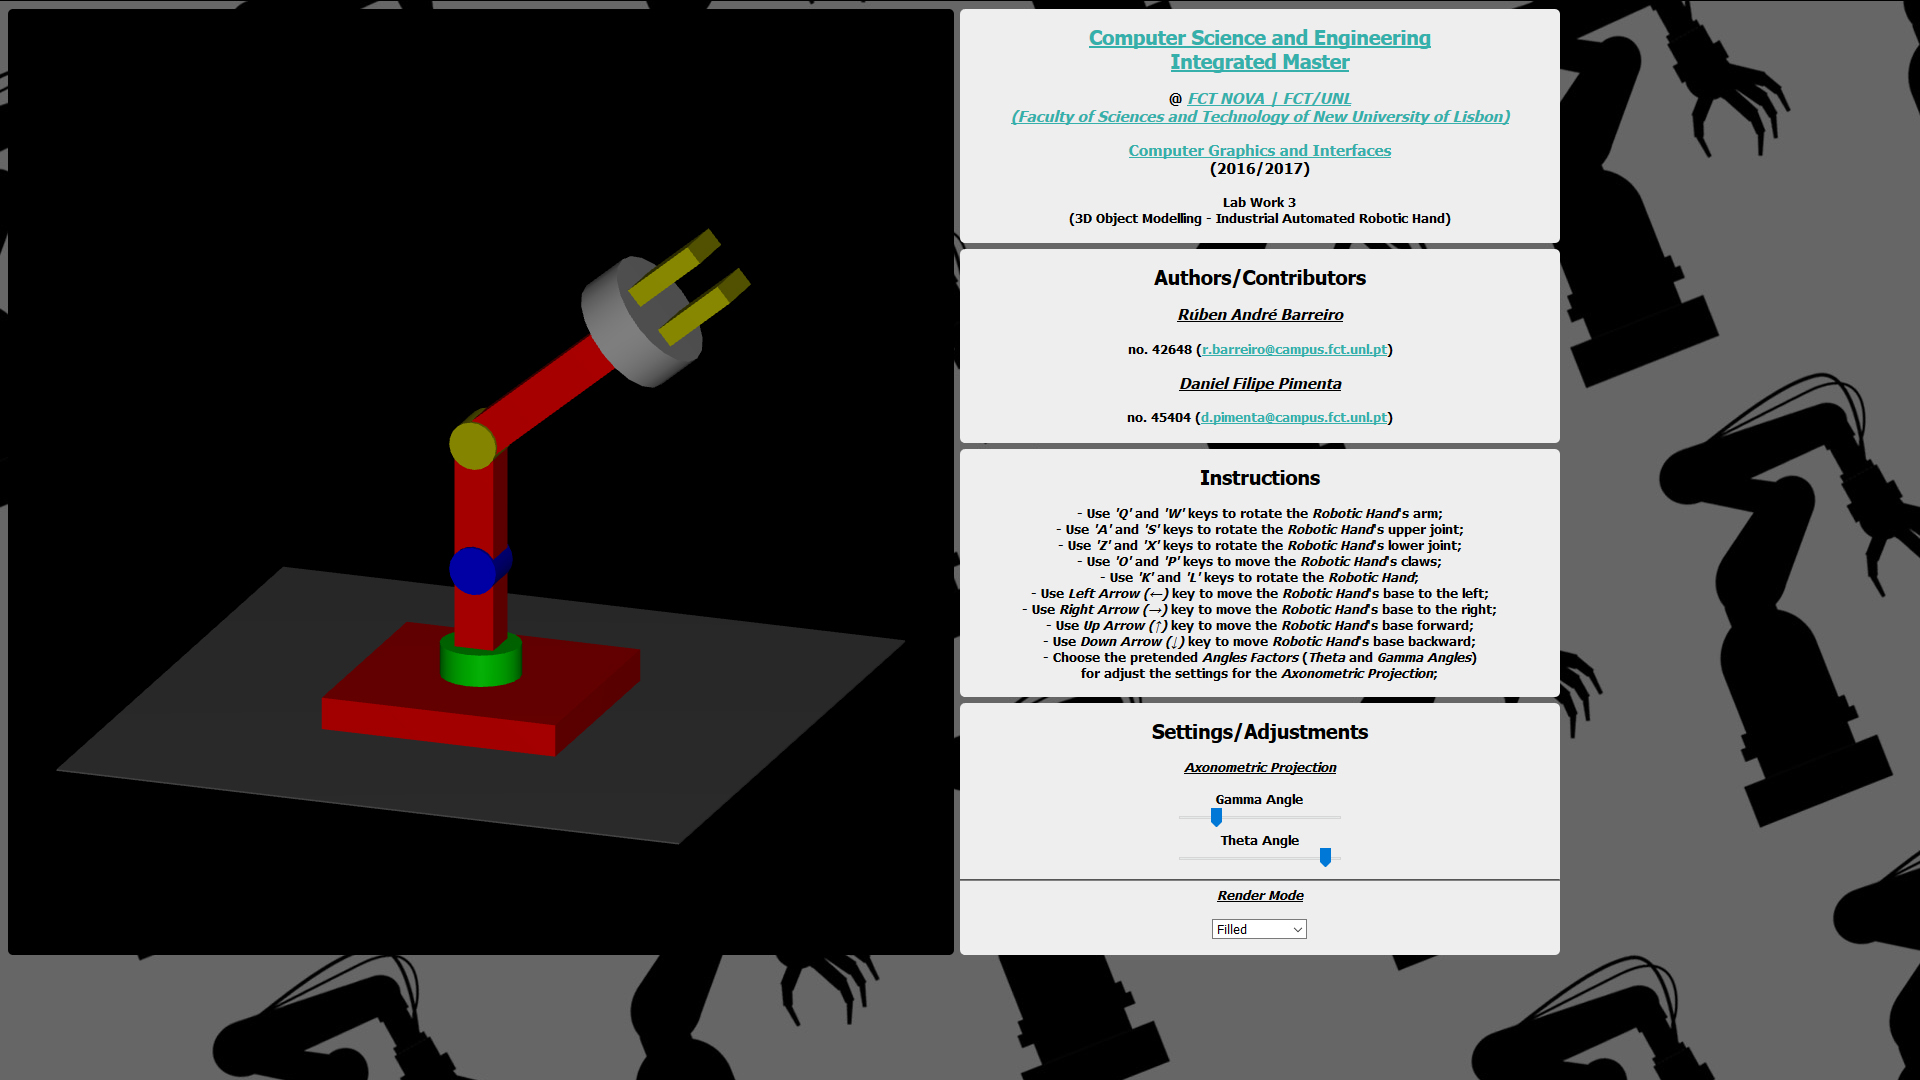 Computer Science and Engineering
Integrated Master
@ FCT NOVA | FCT/UNL
(Faculty of Sciences and Technology of New University of Lisbon)
Computer Graphics and Interfaces
(2016/2017)
Lab Work 3
(3D Object Modelling - Industrial Automated Robotic Hand)
Authors/Contributors
Rúben André Barreiro
no. 42648 (r.barreiro@campus.fct.unl.pt)
Daniel Filipe Pimenta
no. 45404 (d.pimenta@campus.fct.unl.pt)
Instructions
- Use 'Q' and 'W' keys to rotate the Robotic Hand's arm;
- Use 'A' and 'S' keys to rotate the Robotic Hand's upper joint;
- Use 'Z' and 'X' keys to rotate the Robotic Hand's lower joint;
- Use 'O' and 'P' keys to move the Robotic Hand's claws;
- Use 'K' and 'L' keys to rotate the Robotic Hand;
- Use Left Arrow (←) key to move the Robotic Hand's base to the left;
- Use Right Arrow (→) key to move the Robotic Hand's base to the right;
- Use Up Arrow (↑) key to move the Robotic Hand's base forward;
- Use Down Arrow (↓) key to move Robotic Hand's base backward;
- Choose the pretended Angles Factors (Theta and Gamma Angles)
for adjust the settings for the Axonometric Projection;
Settings/Adjustments
Axonometric Projection
Gamma Angle
Theta Angle
Render Mode
Filled